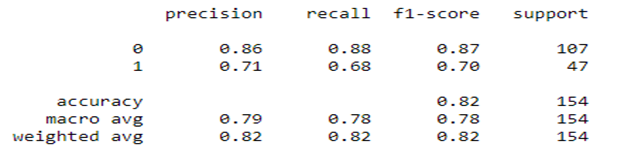 precision recall f1-score support
0 0.86 0.88 0.87 107
1 0.71 0.68 0.70 47
accuracy 0.82 154
macro avg 0.79 0.78 0.78 154
weighted avg 0.82 0.82 0.82 154